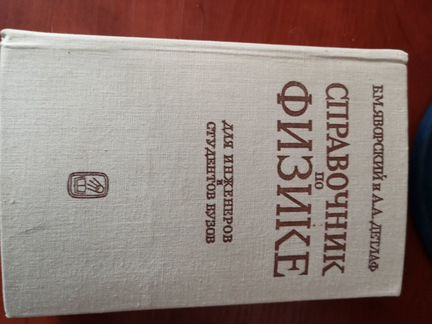 Б.М.ЯВОРСКИЙ и А.А.ДЕТЛАФ
СПРАВОЧНИК
ПО
ФИЗИКЕ
ДЛЯ ИНЖЕНЕРОВ
И
СТУДЕНТОВ ВУЗОВ